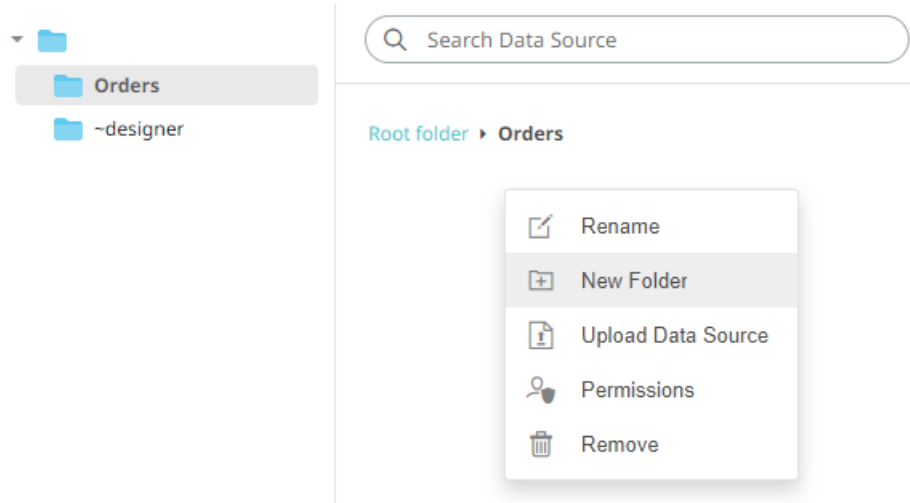 Orders
~designer
Search Data Source
Root folder ▸ Orders
Rename
New Folder
Upload Data Source
Permissions
Remove